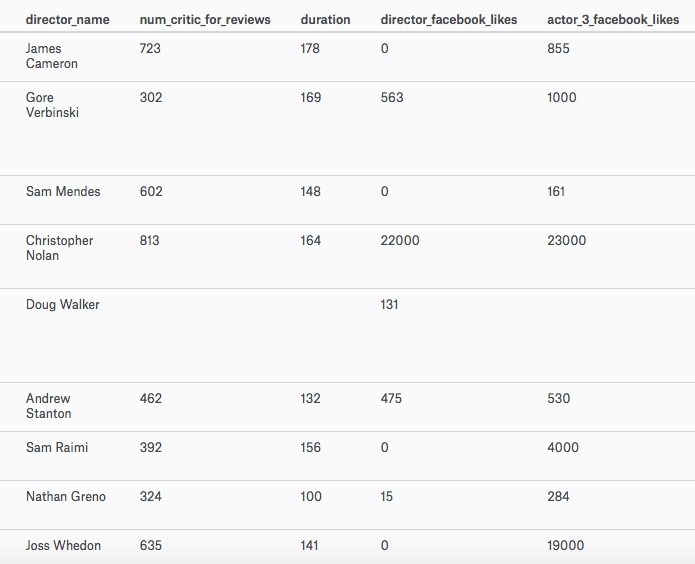 director_name num_critic_for_reviews duration director_facebook_likes actor_3_facebook_likes
James Cameron 723 178 0 855
Gore Verbinski 302 169 563 1000
Sam Mendes 602 148 0 161
Christopher Nolan 813 164 22000 23000
Doug Walker 131
Andrew Stanton 462 132 475 530
Sam Raimi 392 156 0 4000
Nathan Greno 324 100 15 284
Joss Whedon 635 141 0 19000